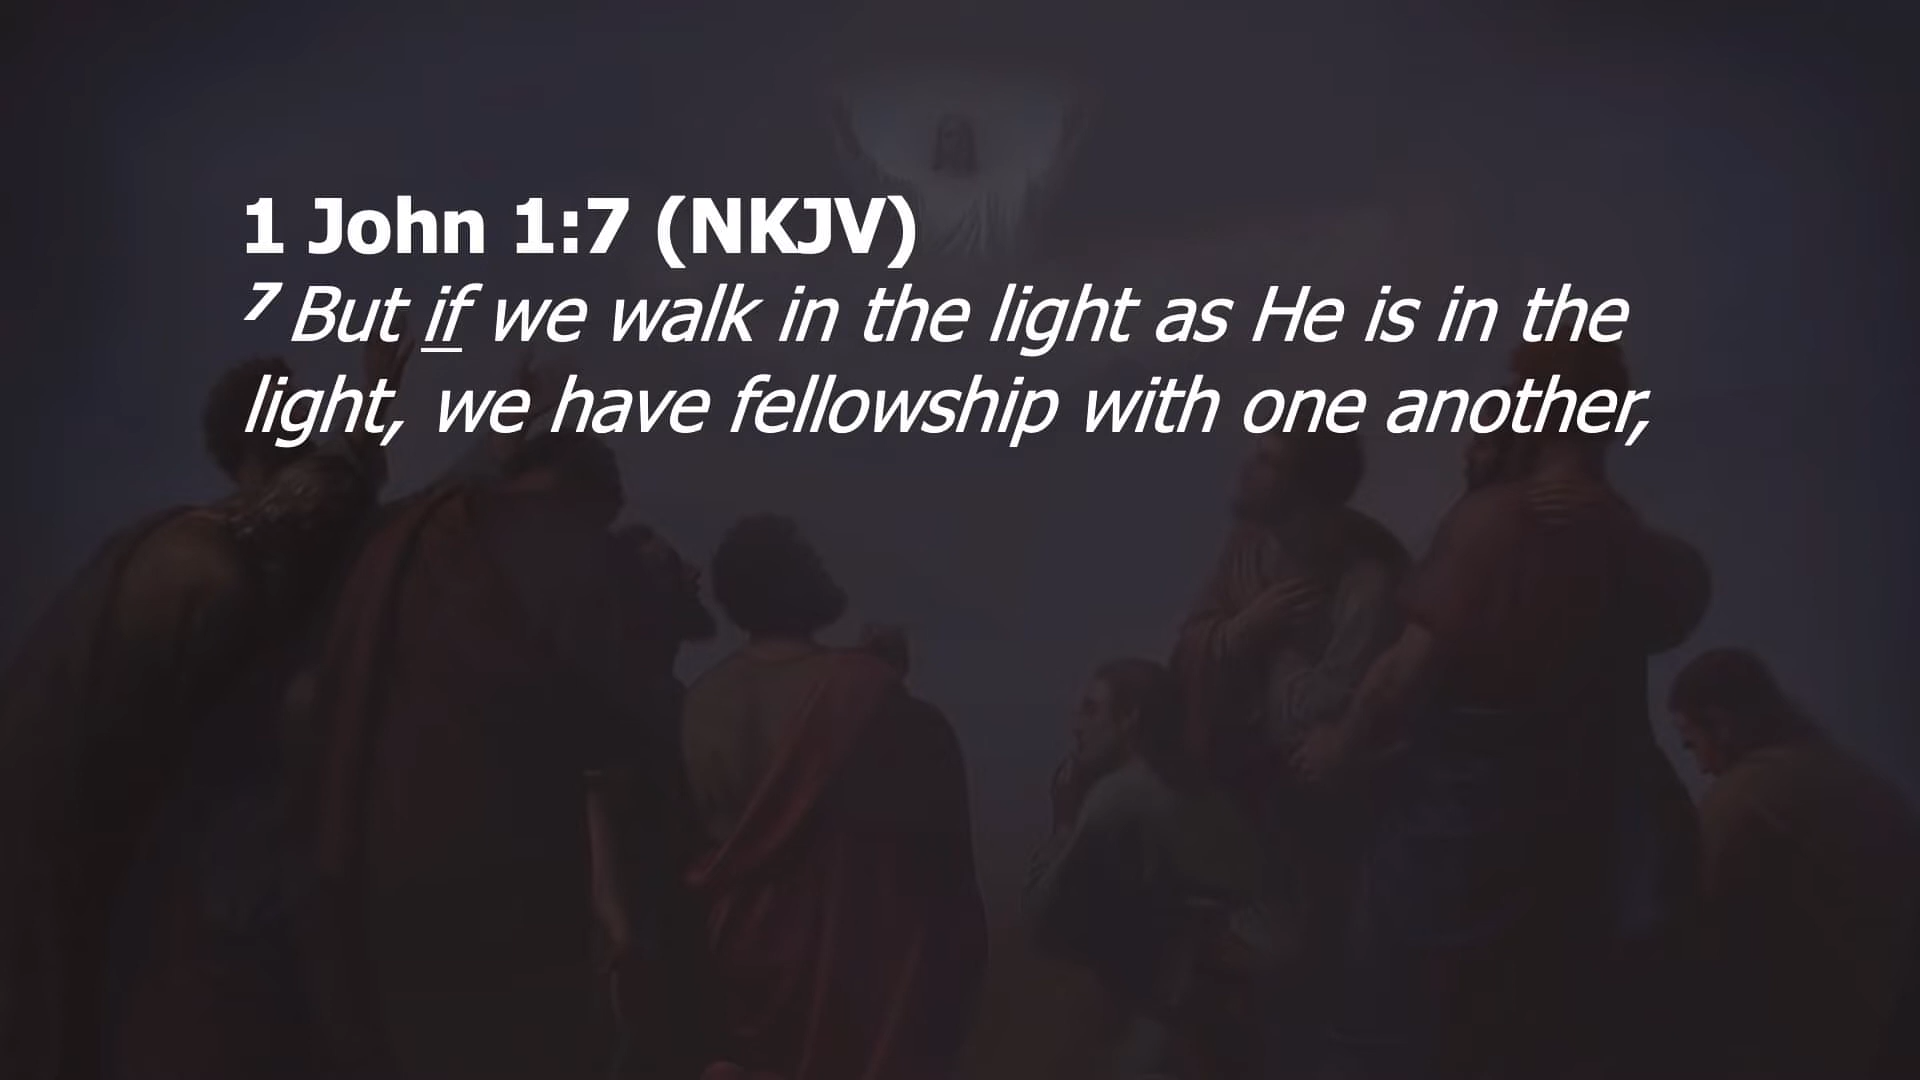 1 John 1:7 (NKJV)
7 But if we walk in the light as He is in the
light, we have fellowship with one another,